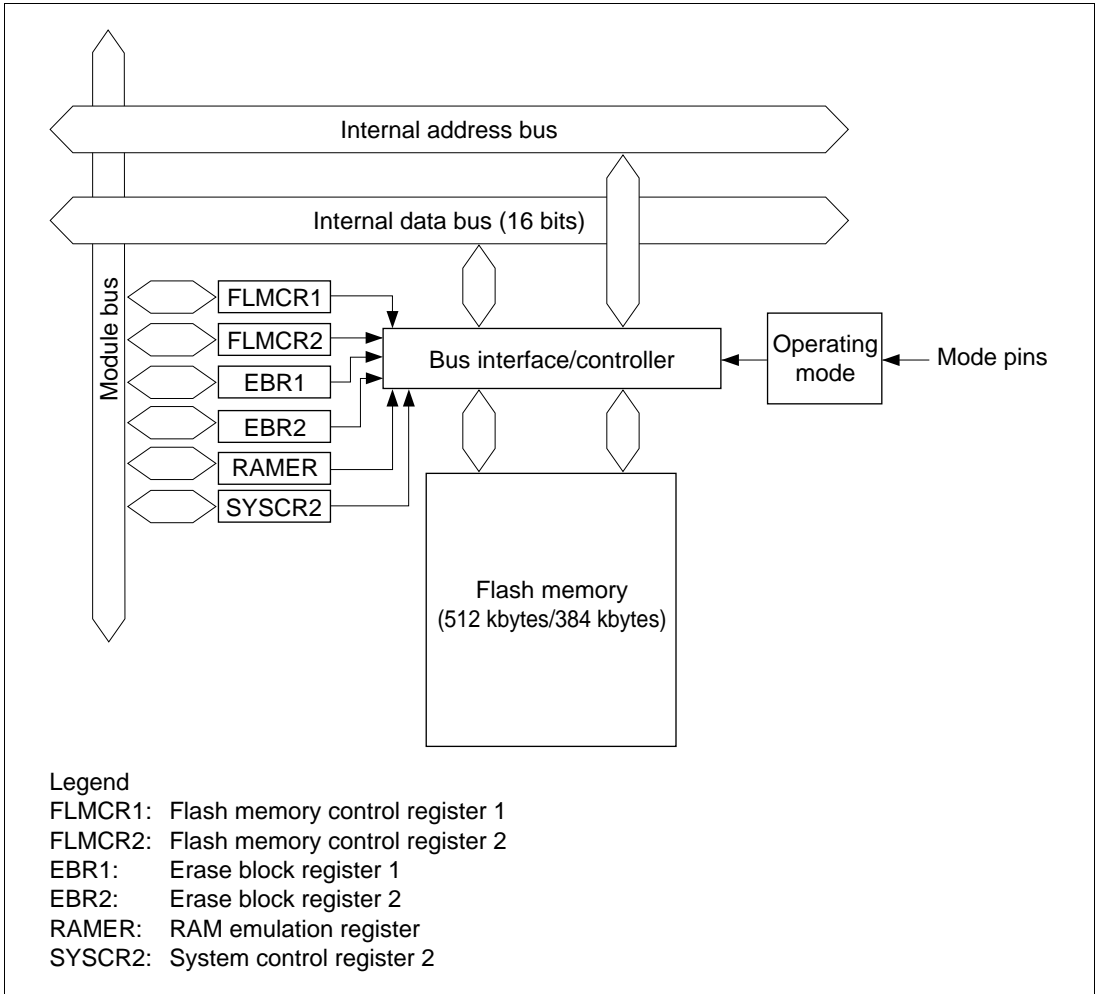 Internal address bus
Internal data bus (16 bits)
Module bus
FLMCR1
FLMCR2
EBR1
EBR2
RAMER
SYSCR2
Bus interface/controller
Operating
mode
Mode pins
Flash memory
(512 kbytes/384 kbytes)
Legend
FLMCR1: Flash memory control register 1
FLMCR2: Flash memory control register 2
EBR1: Erase block register 1
EBR2: Erase block register 2
RAMER: RAM emulation register
SYSCR2: System control register 2